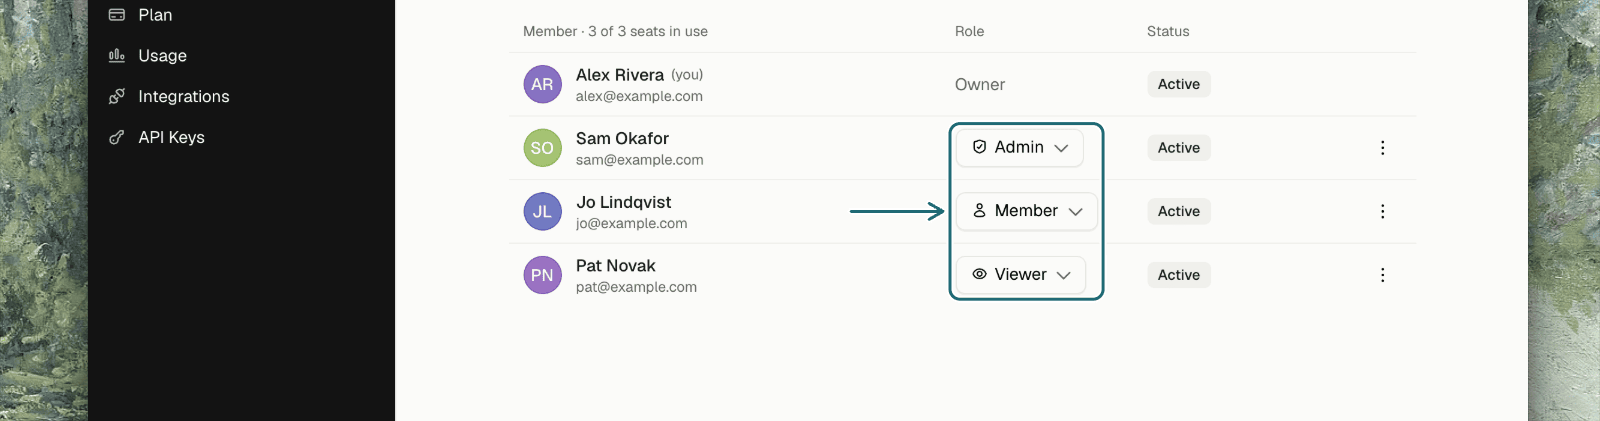 Plan
Usage
Integrations
API Keys
Member · 3 of 3 seats in use Role Status
AR Alex Rivera (you) Owner Active
alex@example.com
SO Sam Okafor Admin Active
sam@example.com
JL Jo Lindqvist Member Active
jo@example.com
PN Pat Novak Viewer Active
pat@example.com